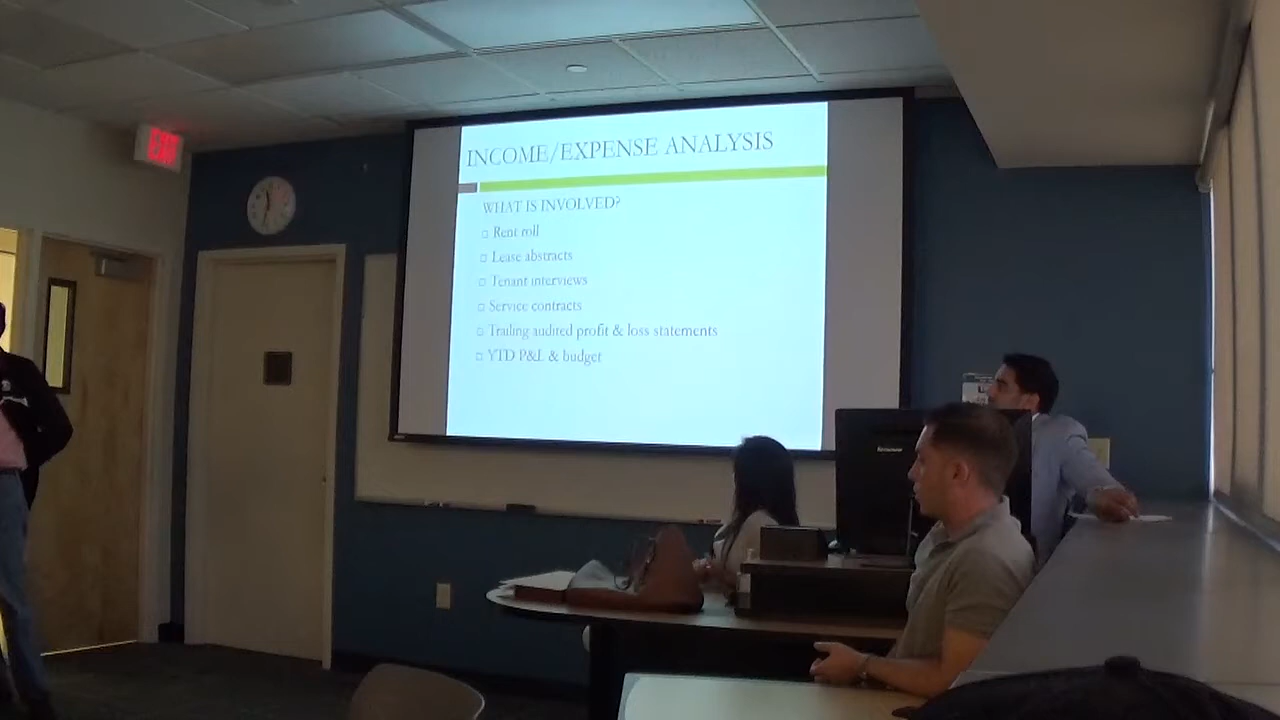 EXIT
INCOME/EXPENSE ANALYSIS
WHAT IS INVOLVED?
Rent roll
Lease abstracts
Tenant interviews
Service contracts
Trailing audited profit & loss statements
YTD P&L & budget
lenovo